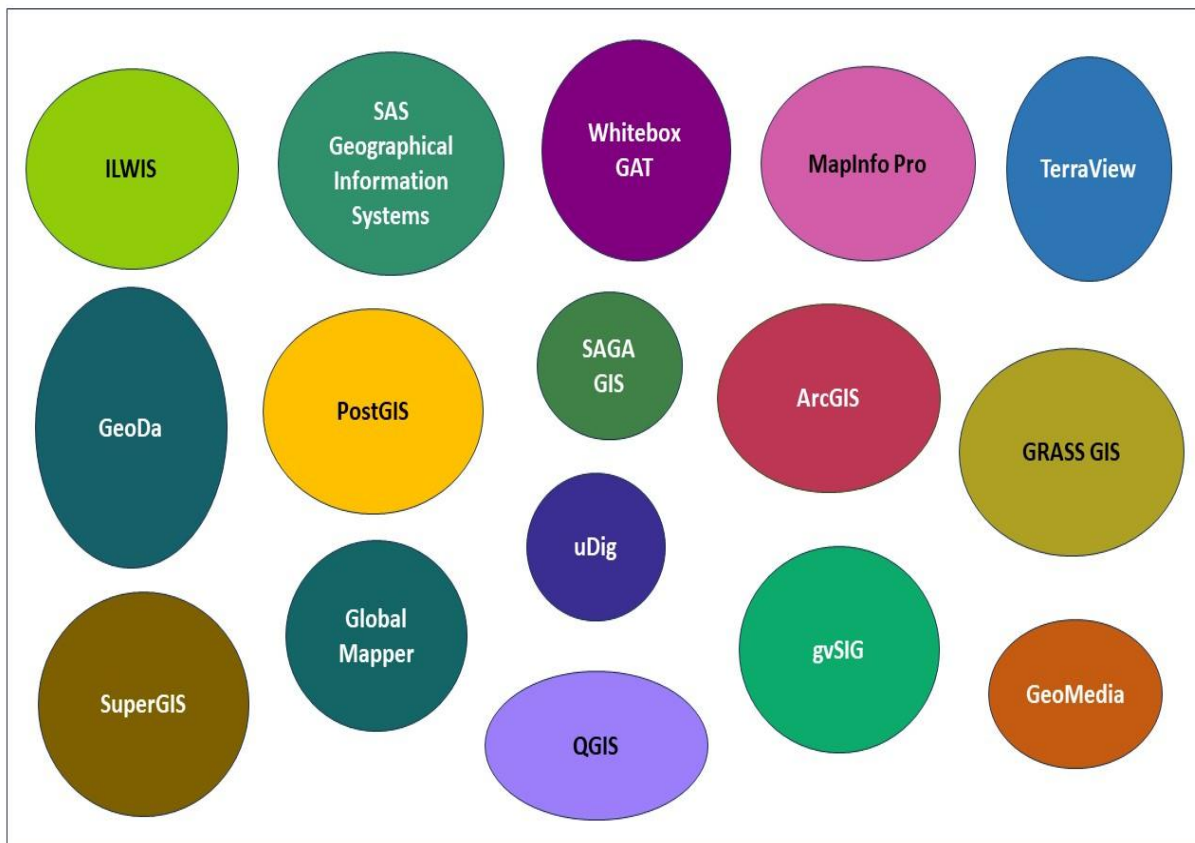 ILWIS
SAS
Geographical
Information
Systems
Whitebox
GAT
MapInfo Pro
TerraView
GeoDa
PostGIS
SAGA
GIS
ArcGIS
GRASS GIS
uDig
Global
Mapper
gvSIG
SuperGIS
QGIS
GeoMedia